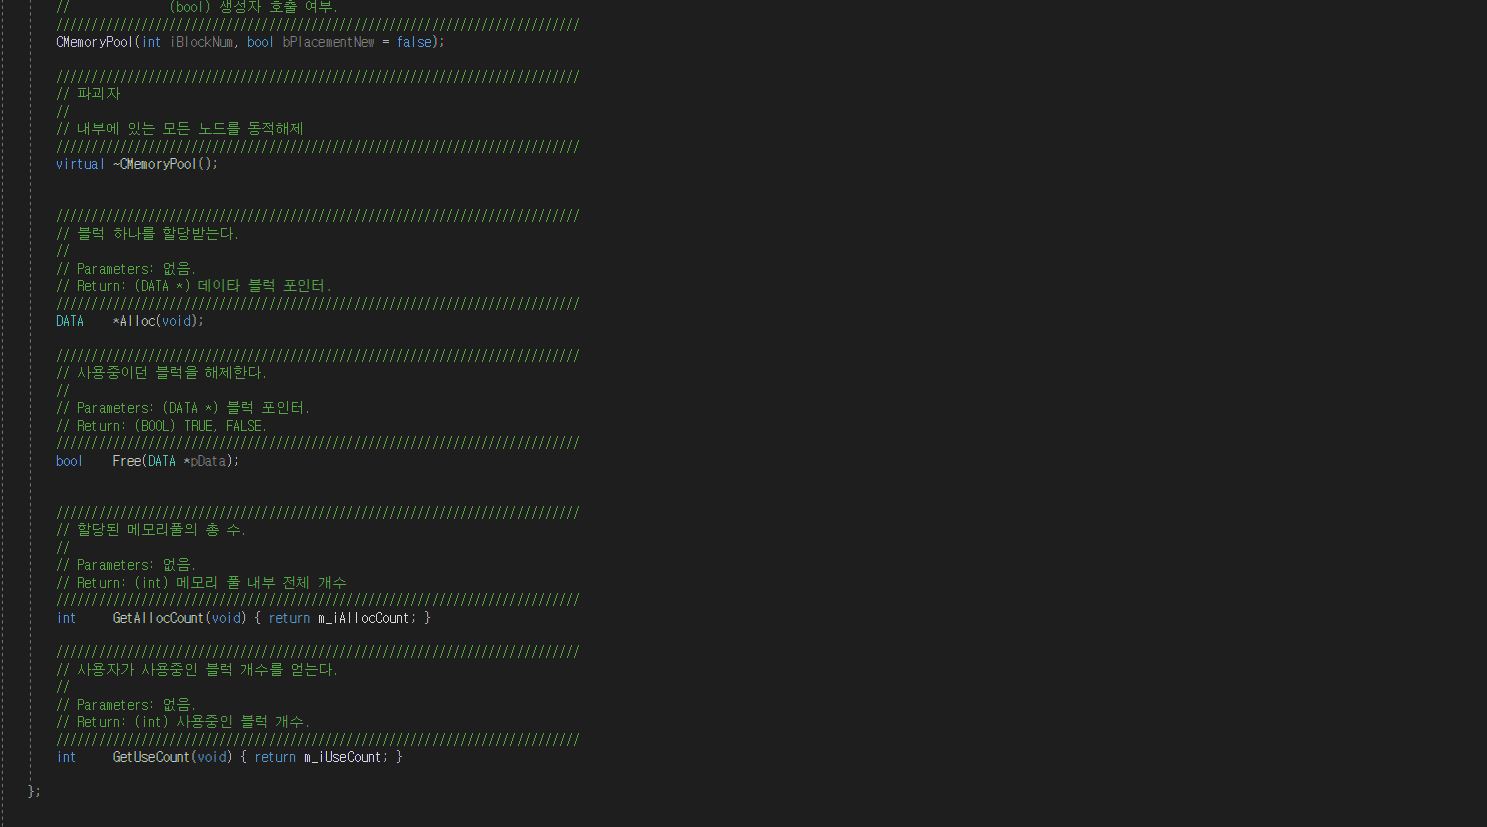 //              (bool) 생성자 호출 여부.
//////////////////////////////////////////////////////////////////////////
CMemoryPool(int iBlockNum, bool bPlacementNew = false);
//////////////////////////////////////////////////////////////////////////
// 파괴자
//
// 내부에 있는 모든 노드를 동적해제
//////////////////////////////////////////////////////////////////////////
virtual ~CMemoryPool();
//////////////////////////////////////////////////////////////////////////
// 블럭 하나를 할당받는다.
//
// Parameters: 없음.
// Return: (DATA *) 데이타 블럭 포인터.
//////////////////////////////////////////////////////////////////////////
DATA    *Alloc(void);
//////////////////////////////////////////////////////////////////////////
// 사용중이던 블럭을 해제한다.
//
// Parameters: (DATA *) 블럭 포인터.
// Return: (BOOL) TRUE, FALSE.
//////////////////////////////////////////////////////////////////////////
bool    Free(DATA *pData);
//////////////////////////////////////////////////////////////////////////
// 할당된 메모리풀의 총 수.
//
// Parameters: 없음.
// Return: (int) 메모리 풀 내부 전체 개수
//////////////////////////////////////////////////////////////////////////
int     GetAllocCount(void) { return m_iAllocCount; }
//////////////////////////////////////////////////////////////////////////
// 사용자가 사용중인 블럭 개수를 얻는다.
//
// Parameters: 없음.
// Return: (int) 사용중인 블럭 개수.
//////////////////////////////////////////////////////////////////////////
int     GetUseCount(void) { return m_iUseCount; }
};